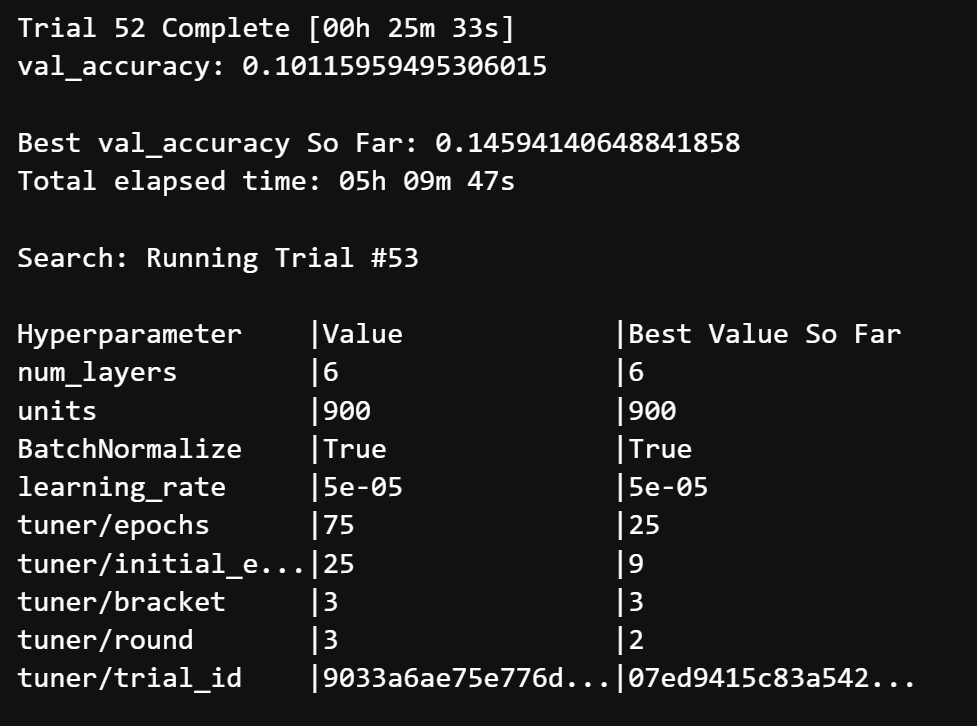 Trial 52 Complete [00h 25m 33s]
val_accuracy: 0.10115959495306015
Best val_accuracy So Far: 0.14594140648841858
Total elapsed time: 05h 09m 47s
Search: Running Trial #53
Hyperparameter |Value |Best Value So Far
num_layers |6 |6
units |900 |900
BatchNormalize |True |True
learning_rate |5e-05 |5e-05
tuner/epochs |75 |25
tuner/initial_e...|25 |9
tuner/bracket |3 |3
tuner/round |3 |2
tuner/trial_id |9033a6ae75e776d...|07ed9415c83a542...